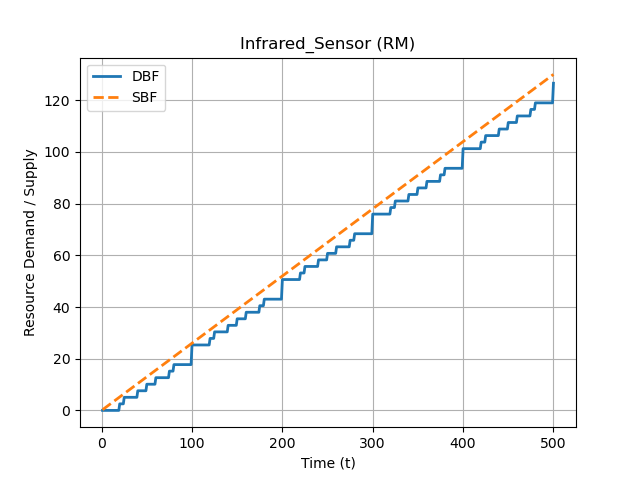 Infrared_Sensor (RM)
DBF
SBF
Resource Demand / Supply
120
100
80
60
40
20
0
0 100 200 300 400 500
Time (t)